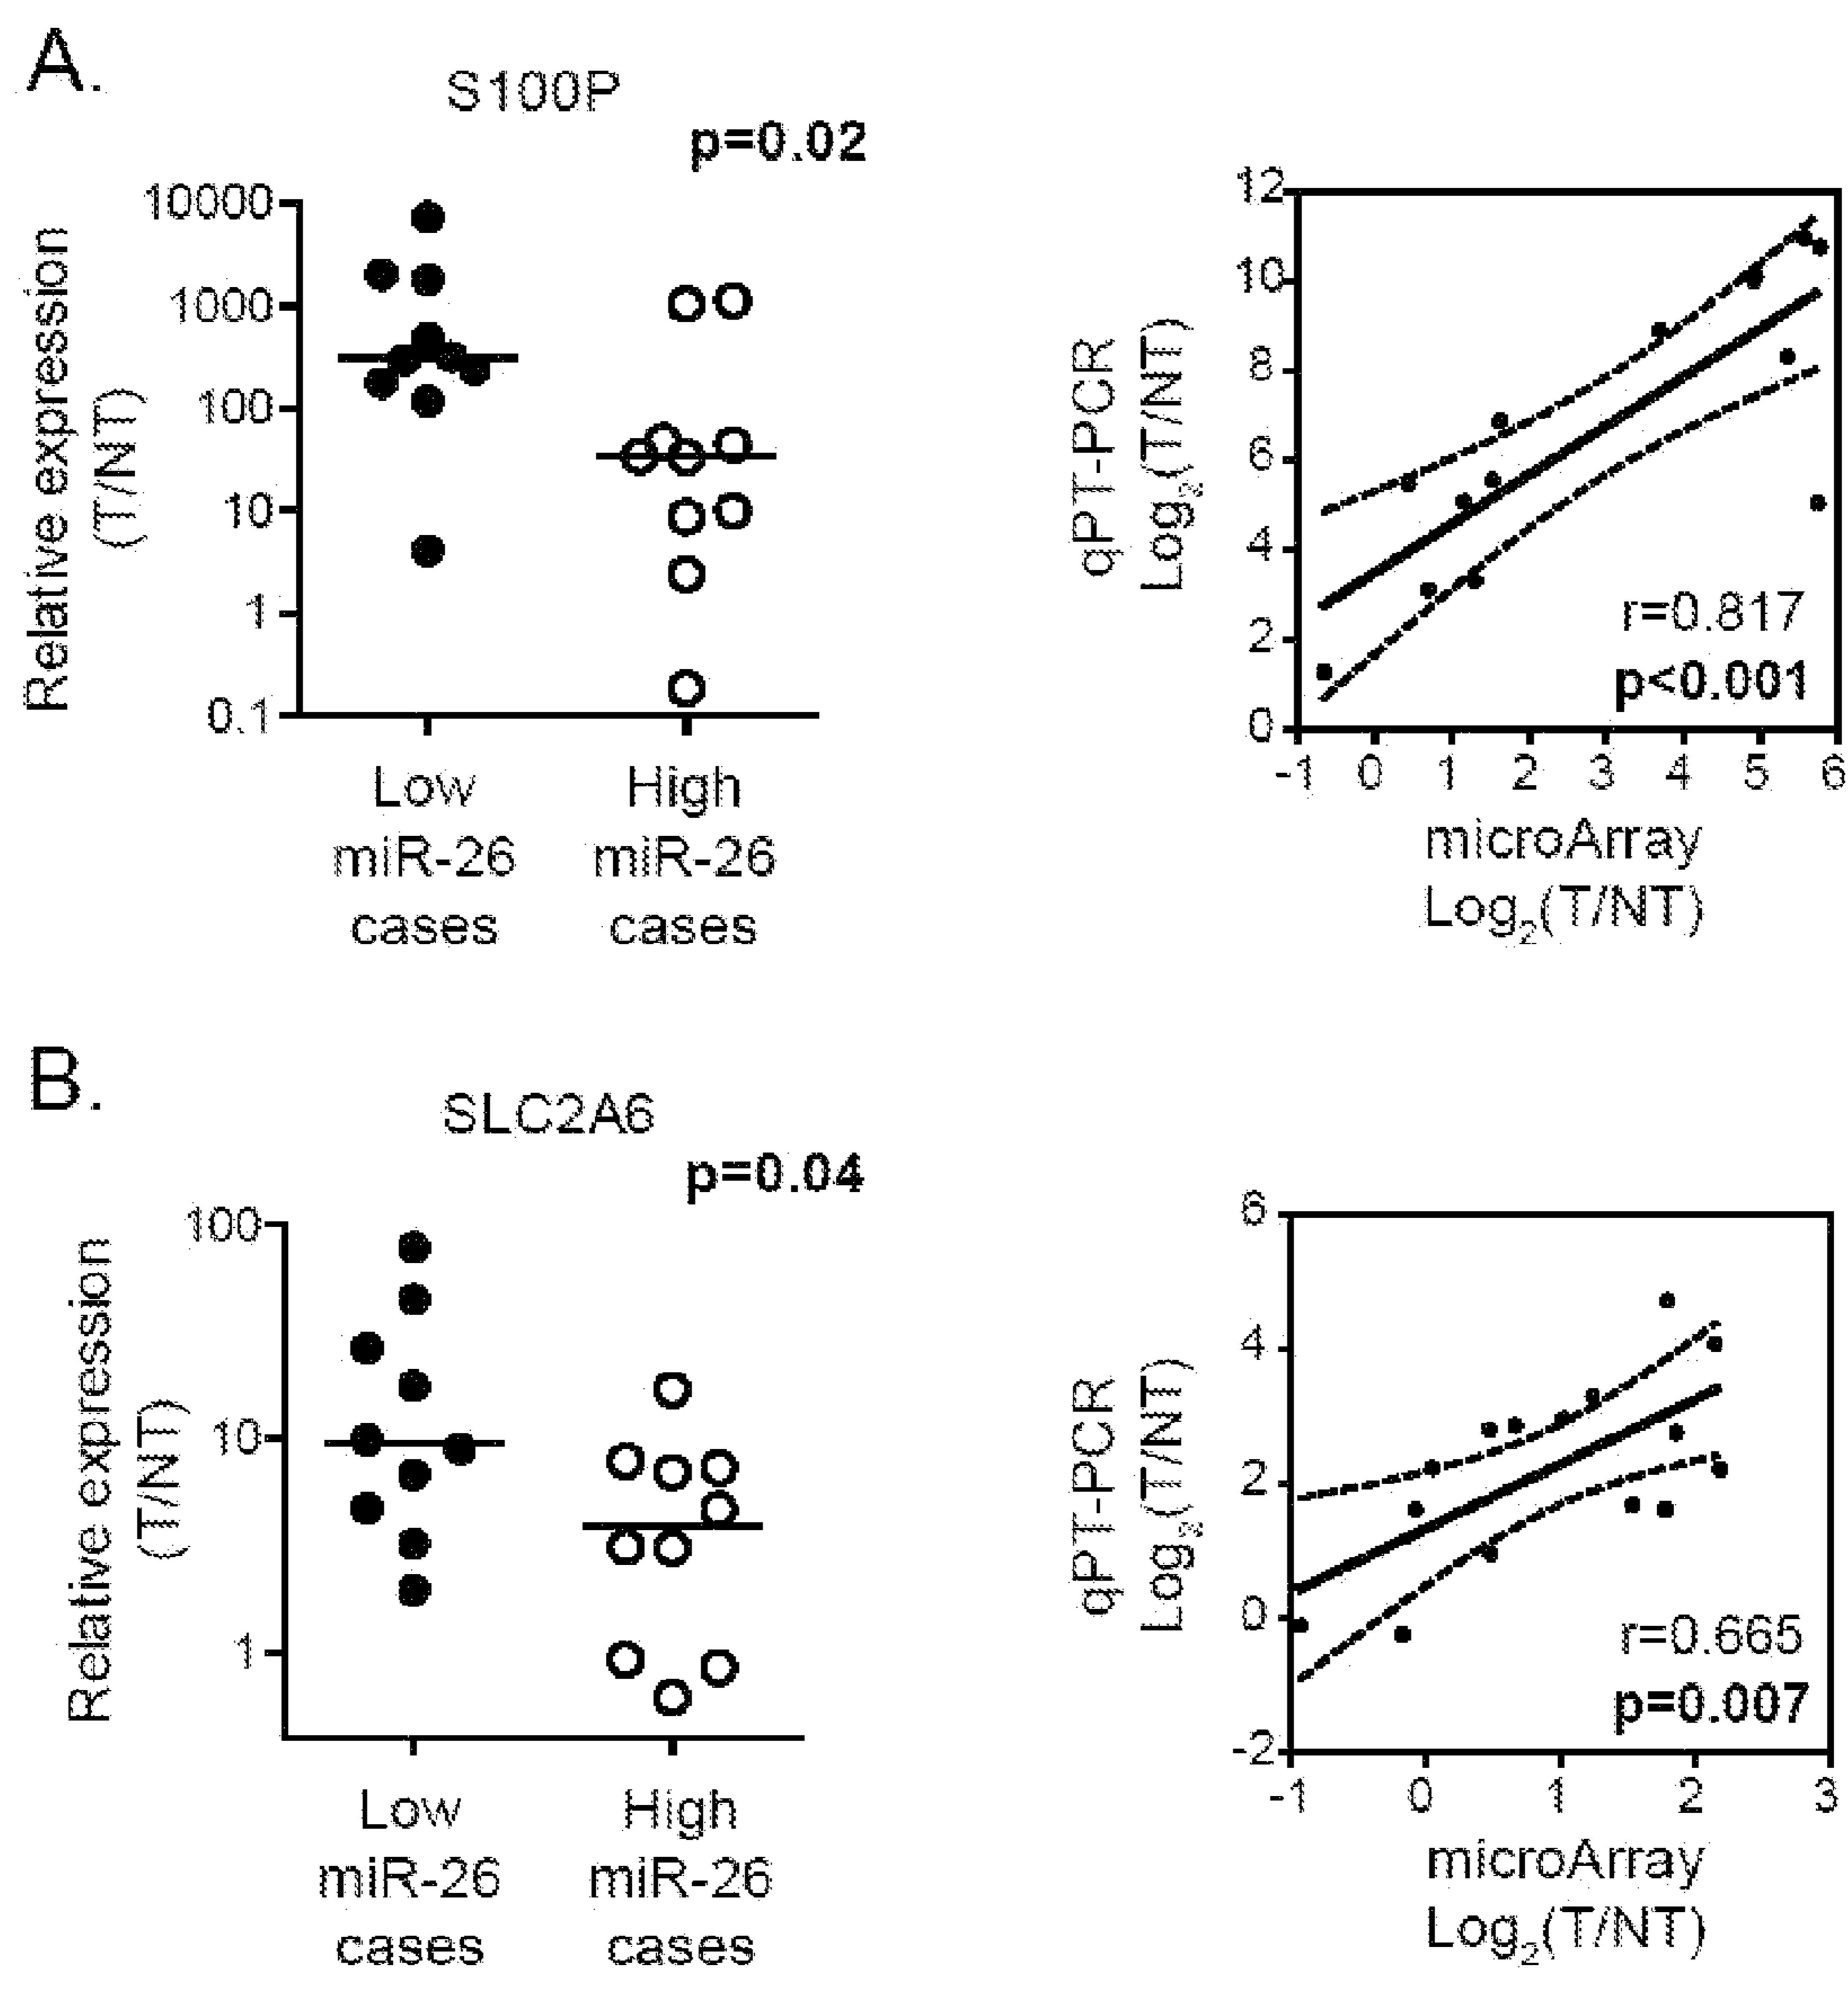 A.
S100P
p=0.02
Relative expression
(T/NT)
10000
1000
100
10
1
0.1
Low
miR-26
cases
High
miR-26
cases
qPT-PCR
Log2(T/NT)
12
10
8
6
4
2
0
r=0.817
p<0.001
-1 0 1 2 3 4 5 6
microArray
Log2(T/NT)
B.
SLC2A6
p=0.04
Relative expression
(T/NT)
100
10
1
Low
miR-26
cases
High
miR-26
cases
qPT-PCR
Log2(T/NT)
6
4
2
0
-2
r=0.665
p=0.007
-1 0 1 2 3
microArray
Log2(T/NT)